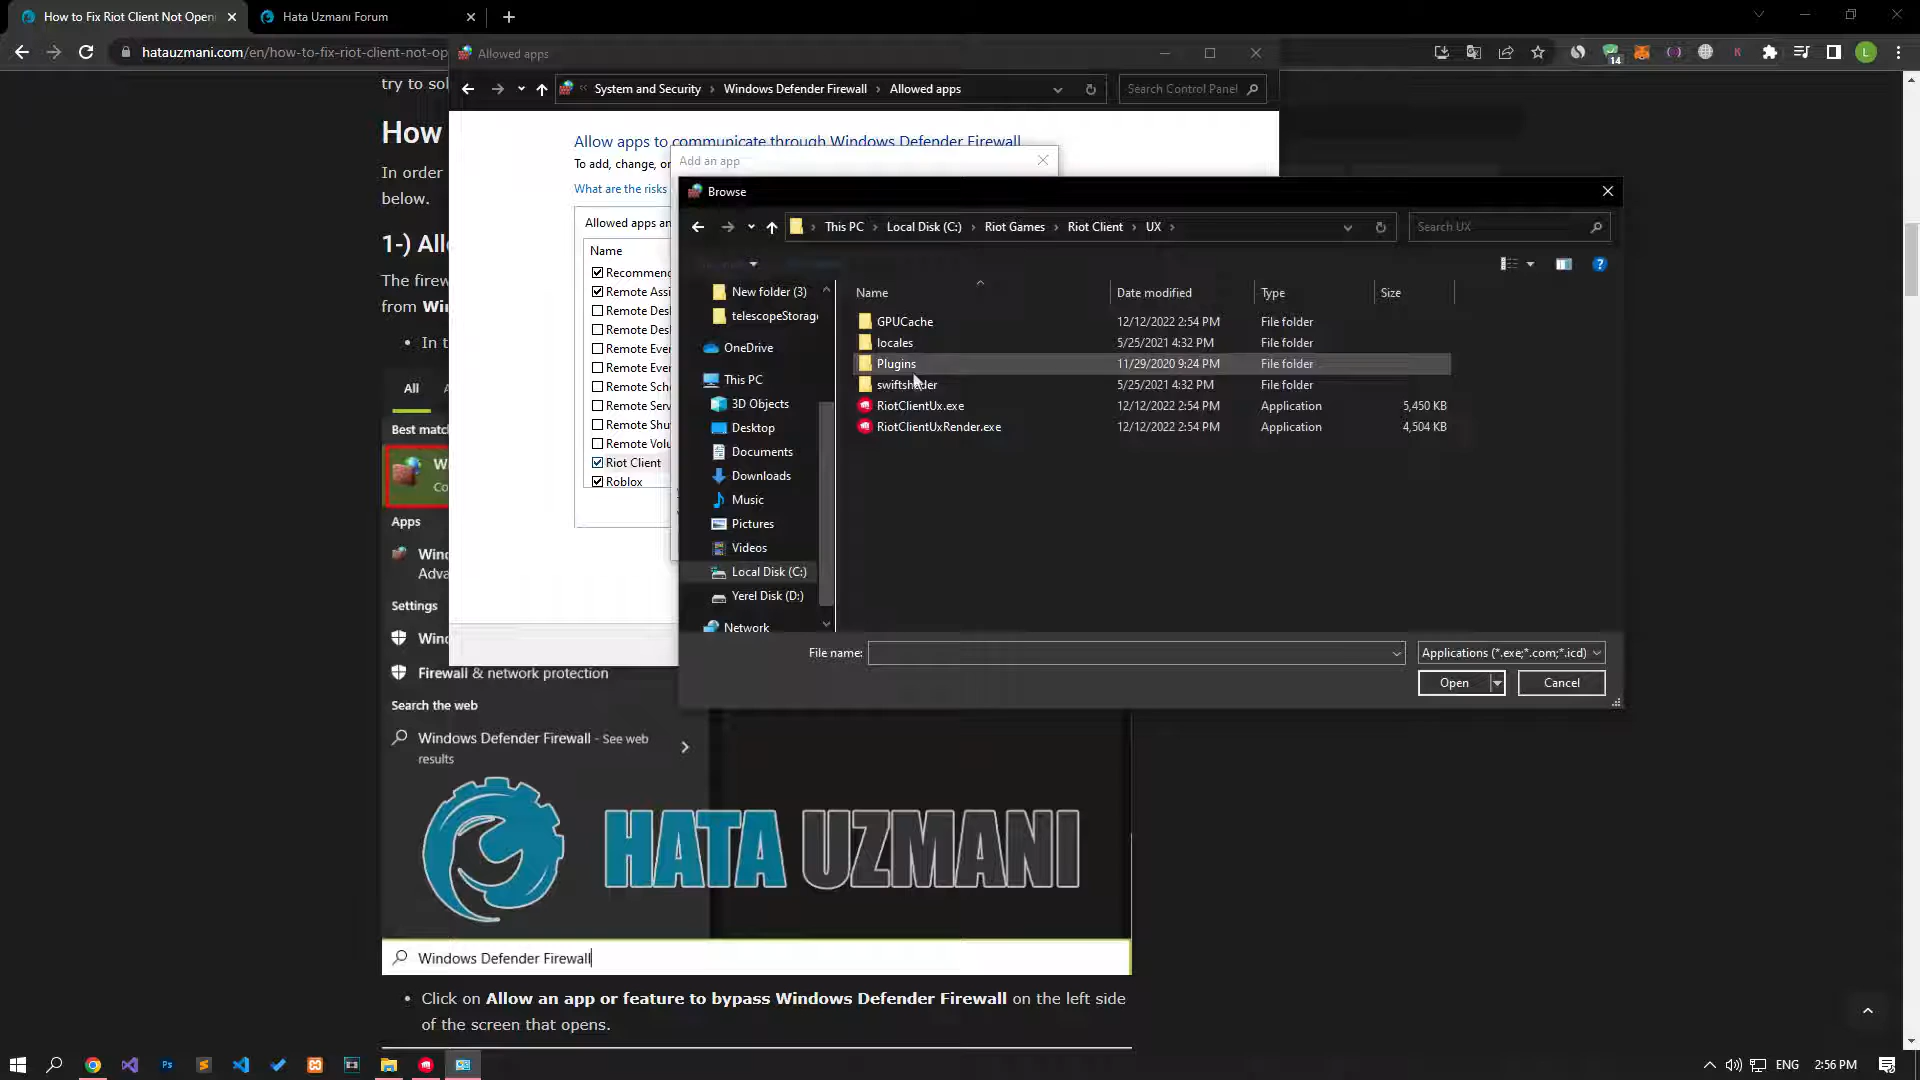 How to Fix Riot Client Not Open
Hata Uzmani Forum
hatauzmani.com/en/how-to-fix-riot-client-not-op
14
K
L
Allowed apps
System and Security
Windows Defender Firewall
Allowed apps
Search Control Panel
try to sol
How
In order
below.
1-) All
The firew
from Wi
In t
All
Best matc
Apps
Wind
Adva
Settings
Wind
Firewall & network protection
Search the web
Windows Defender Firewall - See web
results
HATA UZMANI
Windows Defender Firewall
Click on Allow an app or feature to bypass Windows Defender Firewall on the left side
of the screen that opens.
Allow apps to communicate through Windows Defender Firewall
To add, change, or
What are the risks
Allowed apps an
Name
Recommen
Remote Assi
Remote Des
Remote Des
Remote Ever
Remote Ever
Remote Sch
Remote Serv
Remote Shu
Remote Volu
Riot Client
Roblox
Add an app
Browse
This PC
Local Disk (C:)
Riot Games
Riot Client
UX
Search UX
New folder (3)
telescopeStorage
OneDrive
This PC
3D Objects
Desktop
Documents
Downloads
Music
Pictures
Videos
Local Disk (C:)
Yerel Disk (D:)
Network
Name
Date modified
Type
Size
GPUCache 12/12/2022 2:54 PM File folder
locales 5/25/2021 4:32 PM File folder
Plugins 11/29/2020 9:24 PM File folder
swiftshader 5/25/2021 4:32 PM File folder
RiotClientUx.exe 12/12/2022 2:54 PM Application 5,450 KB
RiotClientUxRender.exe 12/12/2022 2:54 PM Application 4,504 KB
File name:
Applications (*.exe;*.com;*.icd)
Open
Cancel
ENG
2:56 PM